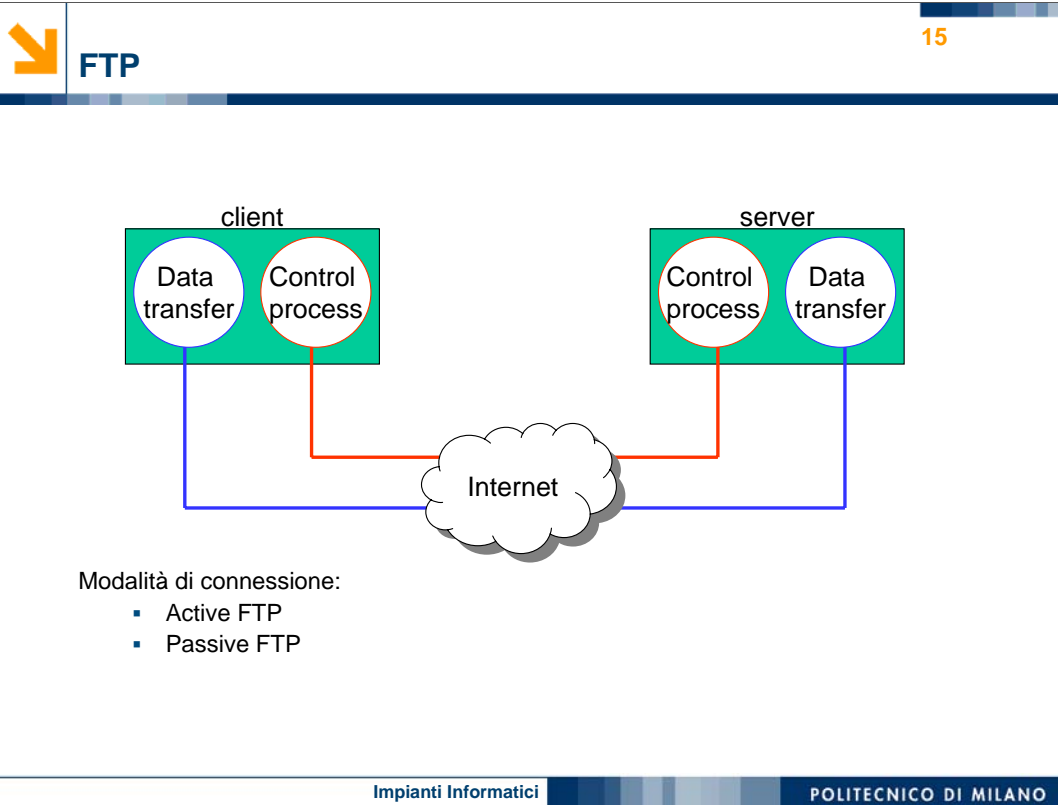 15
FTP
client
server
Data
transfer
Control
process
Control
process
Data
transfer
Internet
Modalità di connessione:
▪ Active FTP
▪ Passive FTP
Impianti Informatici
POLITECNICO DI MILANO